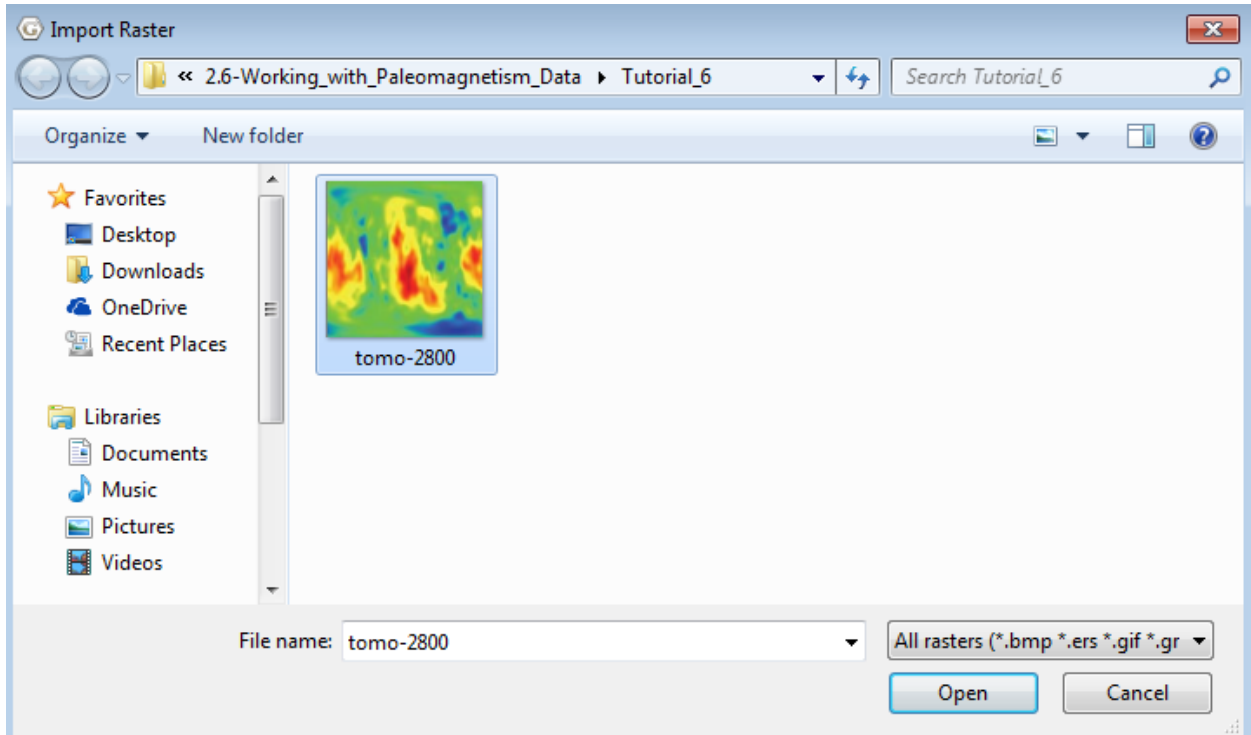 Import Raster
« 2.6-Working_with_Paleomagnetism_Data ▸ Tutorial_6
Search Tutorial_6
Organize
New folder
Favorites
Desktop
Downloads
OneDrive
Recent Places
Libraries
Documents
Music
Pictures
Videos
tomo-2800
File name: tomo-2800
All rasters (*.bmp *.ers *.gif *.gr
Open
Cancel